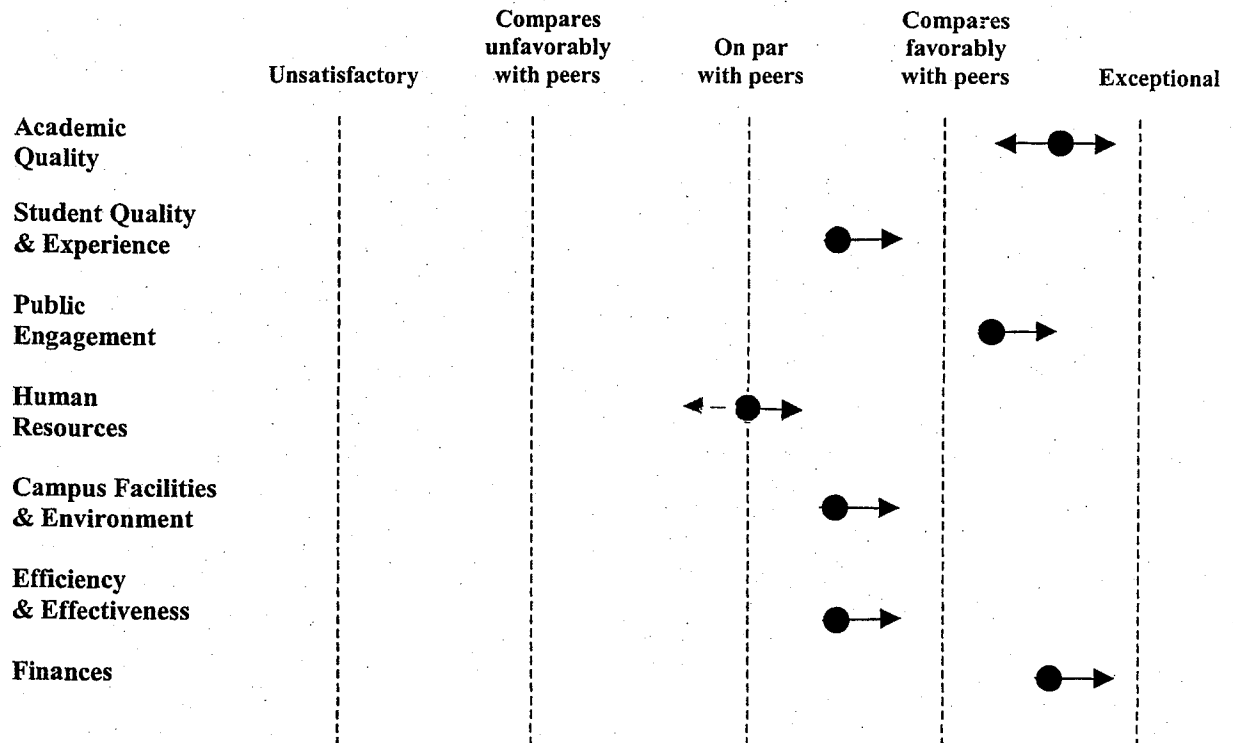 Unsatisfactory
Compares
unfavorably
with peers
On par
with peers
Compares
favorably
with peers
Exceptional
Academic
Quality
Student Quality
& Experience
Public
Engagement
Human
Resources
Campus Facilities
& Environment
Efficiency
& Effectiveness
Finances